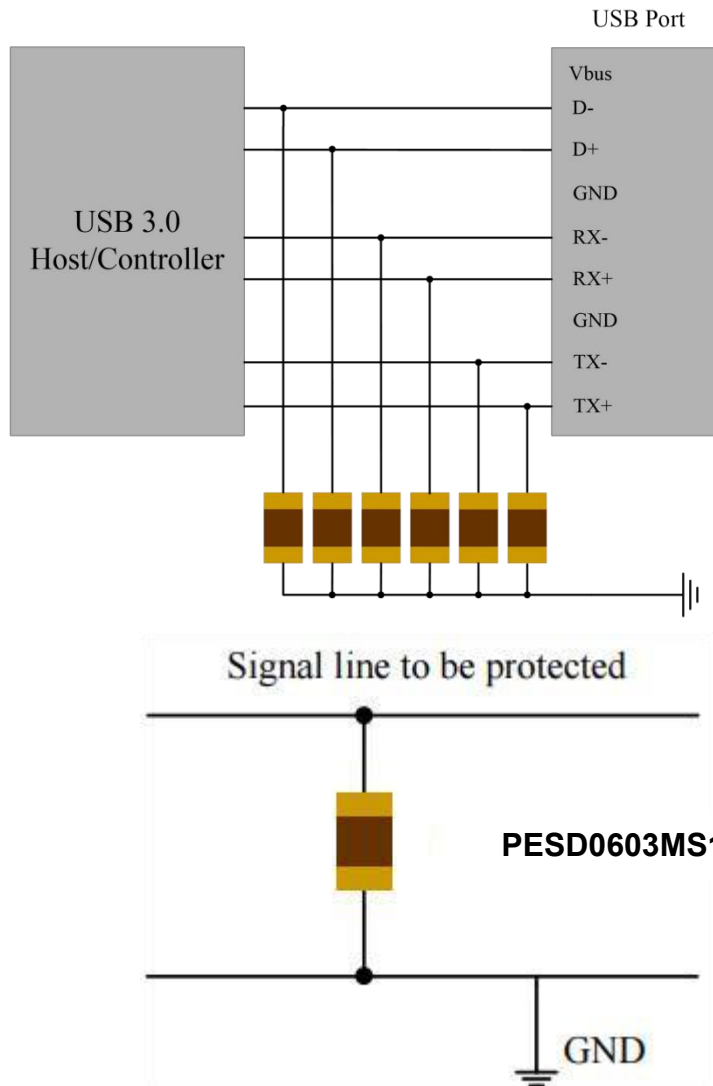 USB Port
USB 3.0
Host/Controller
Vbus
D-
D+
GND
RX-
RX+
GND
TX-
TX+
Signal line to be protected
PESD0603MS1
GND